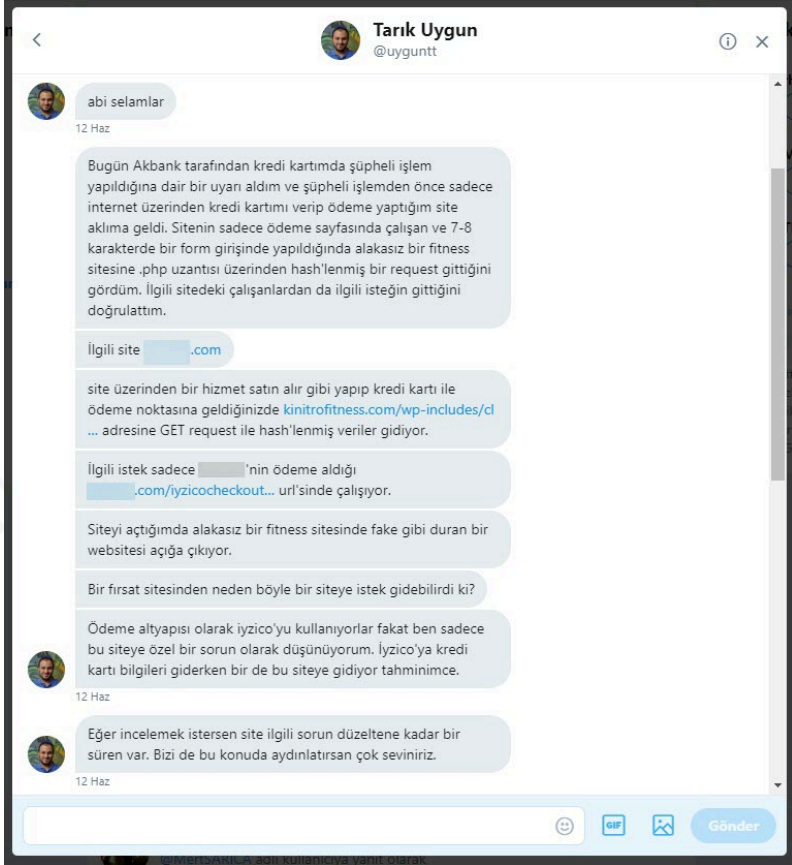 Tarık Uygun
@uyguntt
abi selamlar
12 Haz
Bugün Akbank tarafından kredi kartımda şüpheli işlem
yapıldığına dair bir uyarı aldım ve şüpheli işlemden önce sadece
internet üzerinden kredi kartımı verip ödeme yaptığım site
aklıma geldi. Sitenin sadece ödeme sayfasında çalışan ve 7-8
karakterde bir form girişinde yapıldığında alakasız bir fitness
sitesine .php uzantısı üzerinden hash'lenmiş bir request gittiğini
gördüm. İlgili sitedeki çalışanlardan da ilgili isteğin gittiğini
doğrulattım.
İlgili site .com
site üzerinden bir hizmet satın alır gibi yapıp kredi kartı ile
ödeme noktasına geldiğinizde kinitrofitness.com/wp-includes/cl
... adresine GET request ile hash'lenmiş veriler gidiyor.
İlgili istek sadece 'nin ödeme aldığı
.com/iyzicocheckout... url'sinde çalışıyor.
Siteyi açtığımda alakasız bir fitness sitesinde fake gibi duran bir
websitesi açığa çıkıyor.
Bir fırsat sitesinden neden böyle bir siteye istek gidebilirdi ki?
Ödeme altyapısı olarak iyzico'yu kullanıyorlar fakat ben sadece
bu siteye özel bir sorun olarak düşünüyorum. İyzico'ya kredi
kartı bilgileri giderken bir de bu siteye gidiyor tahminimce.
12 Haz
Eğer incelemek istersen site ilgili sorun düzeltene kadar bir
süren var. Bizi de bu konuda aydınlatırsan çok seviniriz.
12 Haz
GIF
Gönder
@MertSARICA adlı kullanıcıya yanıt olarak